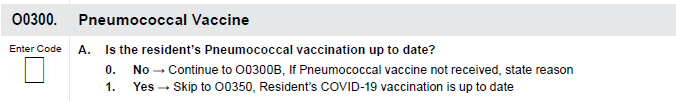 O0300. Pneumococcal Vaccine
Enter Code A. Is the resident's Pneumococcal vaccination up to date?
0. No → Continue to O0300B, If Pneumococcal vaccine not received, state reason
1. Yes → Skip to O0350, Resident's COVID-19 vaccination is up to date